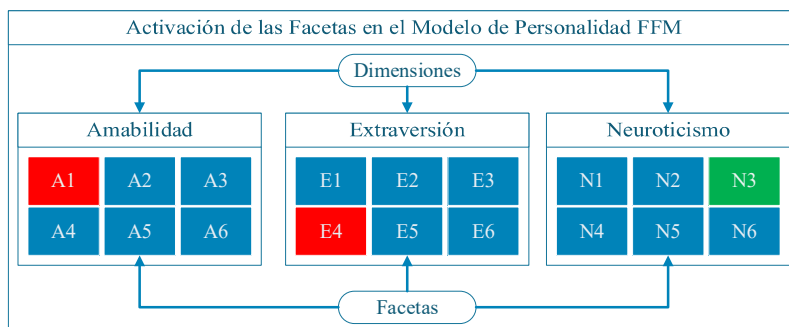 Activación de las Facetas en el Modelo de Personalidad FFM
Dimensiones
Amabilidad
A1 A2 A3
A4 A5 A6
Extraversión
E1 E2 E3
E4 E5 E6
Neuroticismo
N1 N2 N3
N4 N5 N6
Facetas